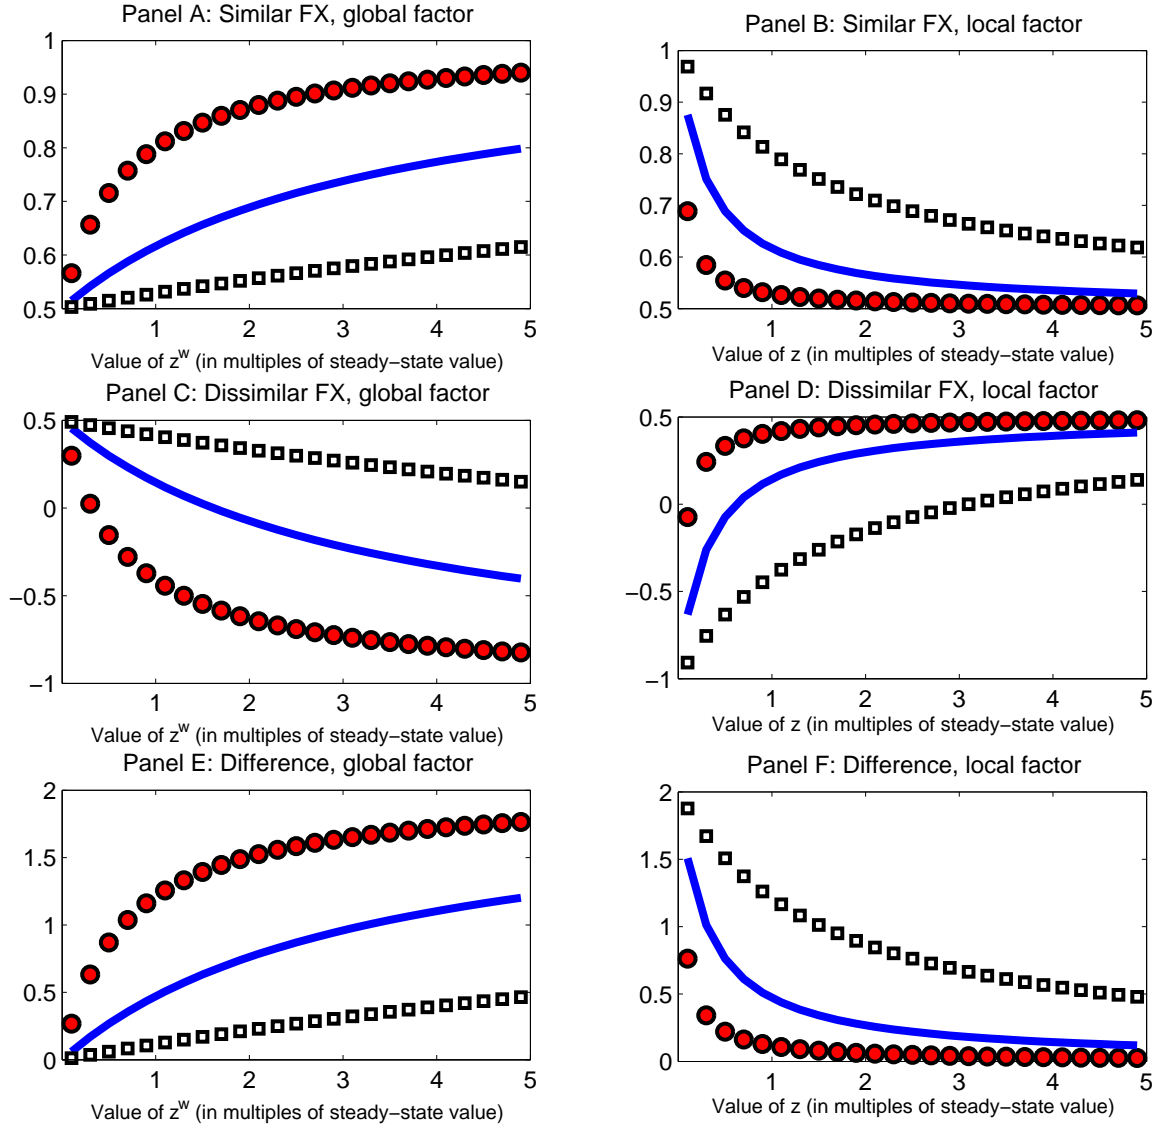 Panel A: Similar FX, global factor
1
0.9
0.8
0.7
0.6
0.5
1 2 3 4 5
Value of z^w (in multiples of steady−state value)
Panel B: Similar FX, local factor
1
0.9
0.8
0.7
0.6
0.5
1 2 3 4 5
Value of z (in multiples of steady−state value)
Panel C: Dissimilar FX, global factor
0.5
0
−0.5
−1
1 2 3 4 5
Value of z^w (in multiples of steady−state value)
Panel D: Dissimilar FX, local factor
0.5
0
−0.5
−1
1 2 3 4 5
Value of z (in multiples of steady−state value)
Panel E: Difference, global factor
2
1.5
1
0.5
0
1 2 3 4 5
Value of z^w (in multiples of steady−state value)
Panel F: Difference, local factor
2
1.5
1
0.5
0
1 2 3 4 5
Value of z (in multiples of steady−state value)